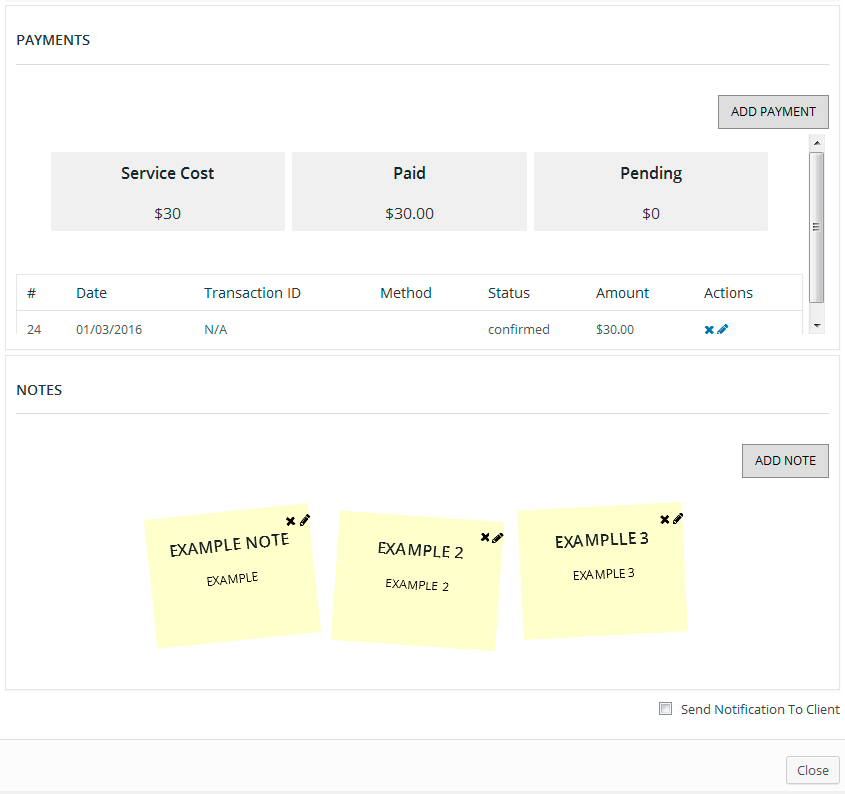 PAYMENTS
ADD PAYMENT
Service Cost Paid Pending
$30 $30.00 $0
# Date Transaction ID Method Status Amount Actions
24 01/03/2016 N/A confirmed $30.00
NOTES
ADD NOTE
EXAMPLE NOTE
EXAMPLE
EXAMPLE 2
EXAMPLE 2
EXAMPLLE 3
EXAMPLE 3
Send Notification To Client
Close